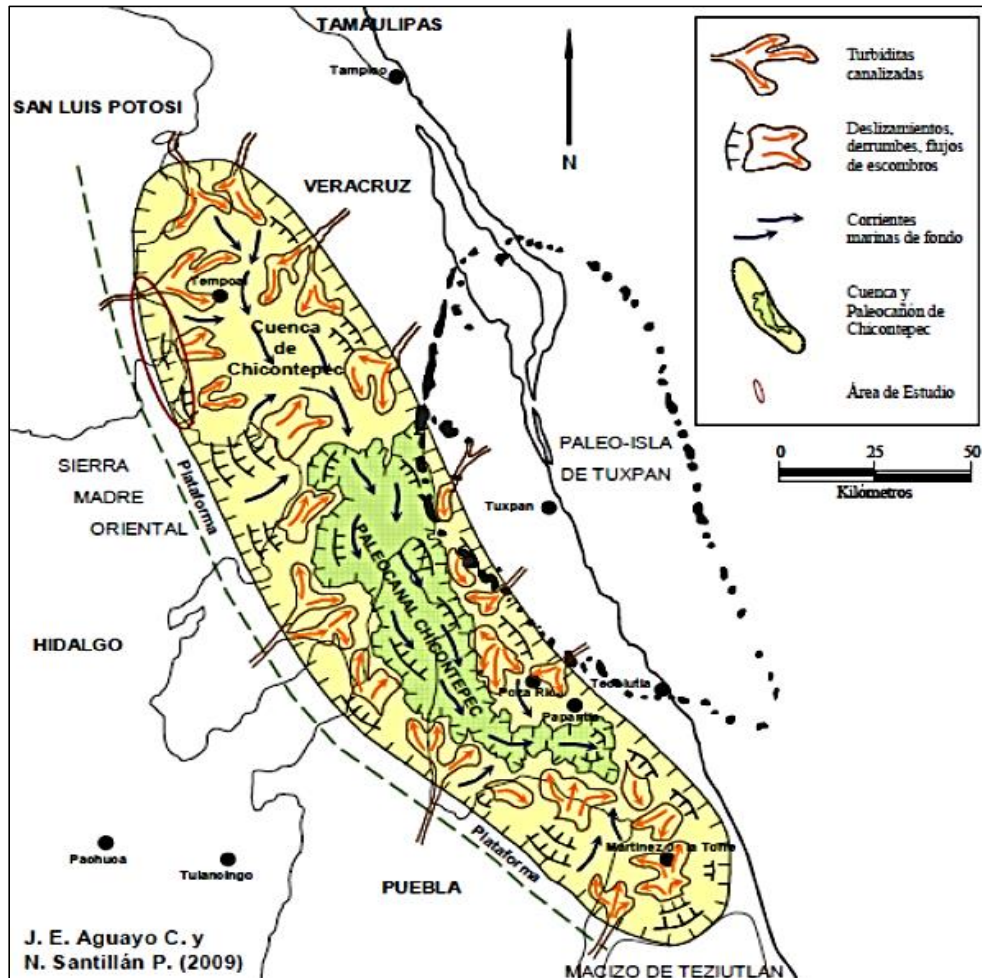 TAMAULIPAS
Tampico
SAN LUIS POTOSI
VERACRUZ
N
Turbiditas
canalizadas
Deslizamientos,
derrumbes, flujos
de escombros
Corrientes
marinas de fondo
Cuenca y
Paleocañón de
Chicontepec
Área de Estudio
0 25 50
Kilómetros
Tempoal
Cuenca
de
Chicontepec
PALEO-ISLA
DE TUXPAN
Tuxpan
SIERRA
MADRE
ORIENTAL
Plataforma
PALEOCANAL CHICONTEPEC
HIDALGO
Poza Rica
Tecolutla
Papantla
Plataforma
Martínez de la Torre
Pachuca
Tulancingo
PUEBLA
J. E. Aguayo C. y
N. Santillán P. (2009)
MACIZO DE TEZIUTLÁN